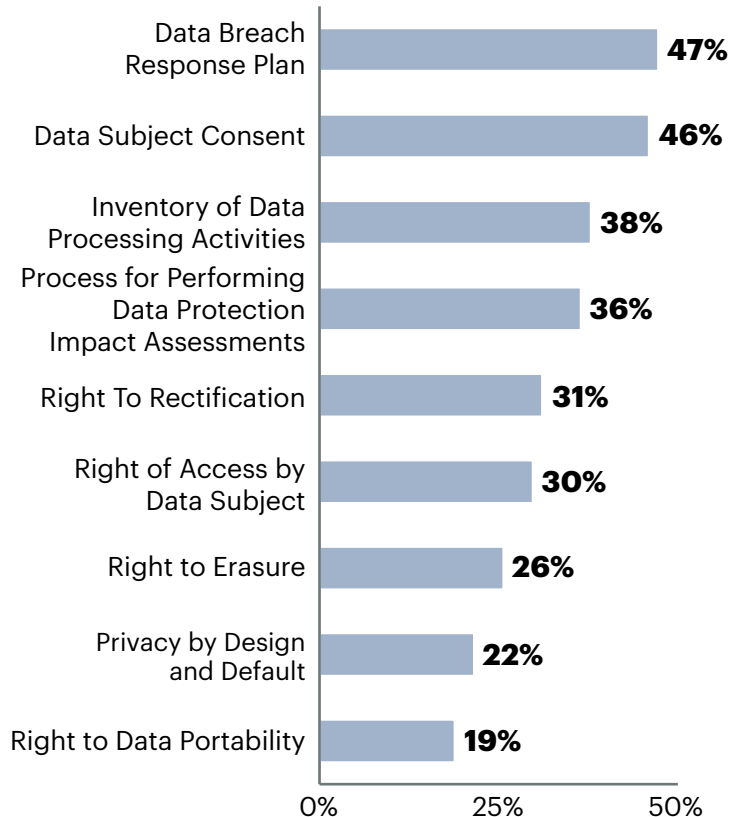 Data Breach
Response Plan
47%
Data Subject Consent
46%
Inventory of Data
Processing Activities
38%
Process for Performing
Data Protection
Impact Assessments
36%
Right To Rectification
31%
Right of Access by
Data Subject
30%
Right to Erasure
26%
Privacy by Design
and Default
22%
Right to Data Portability
19%
0% 25% 50%